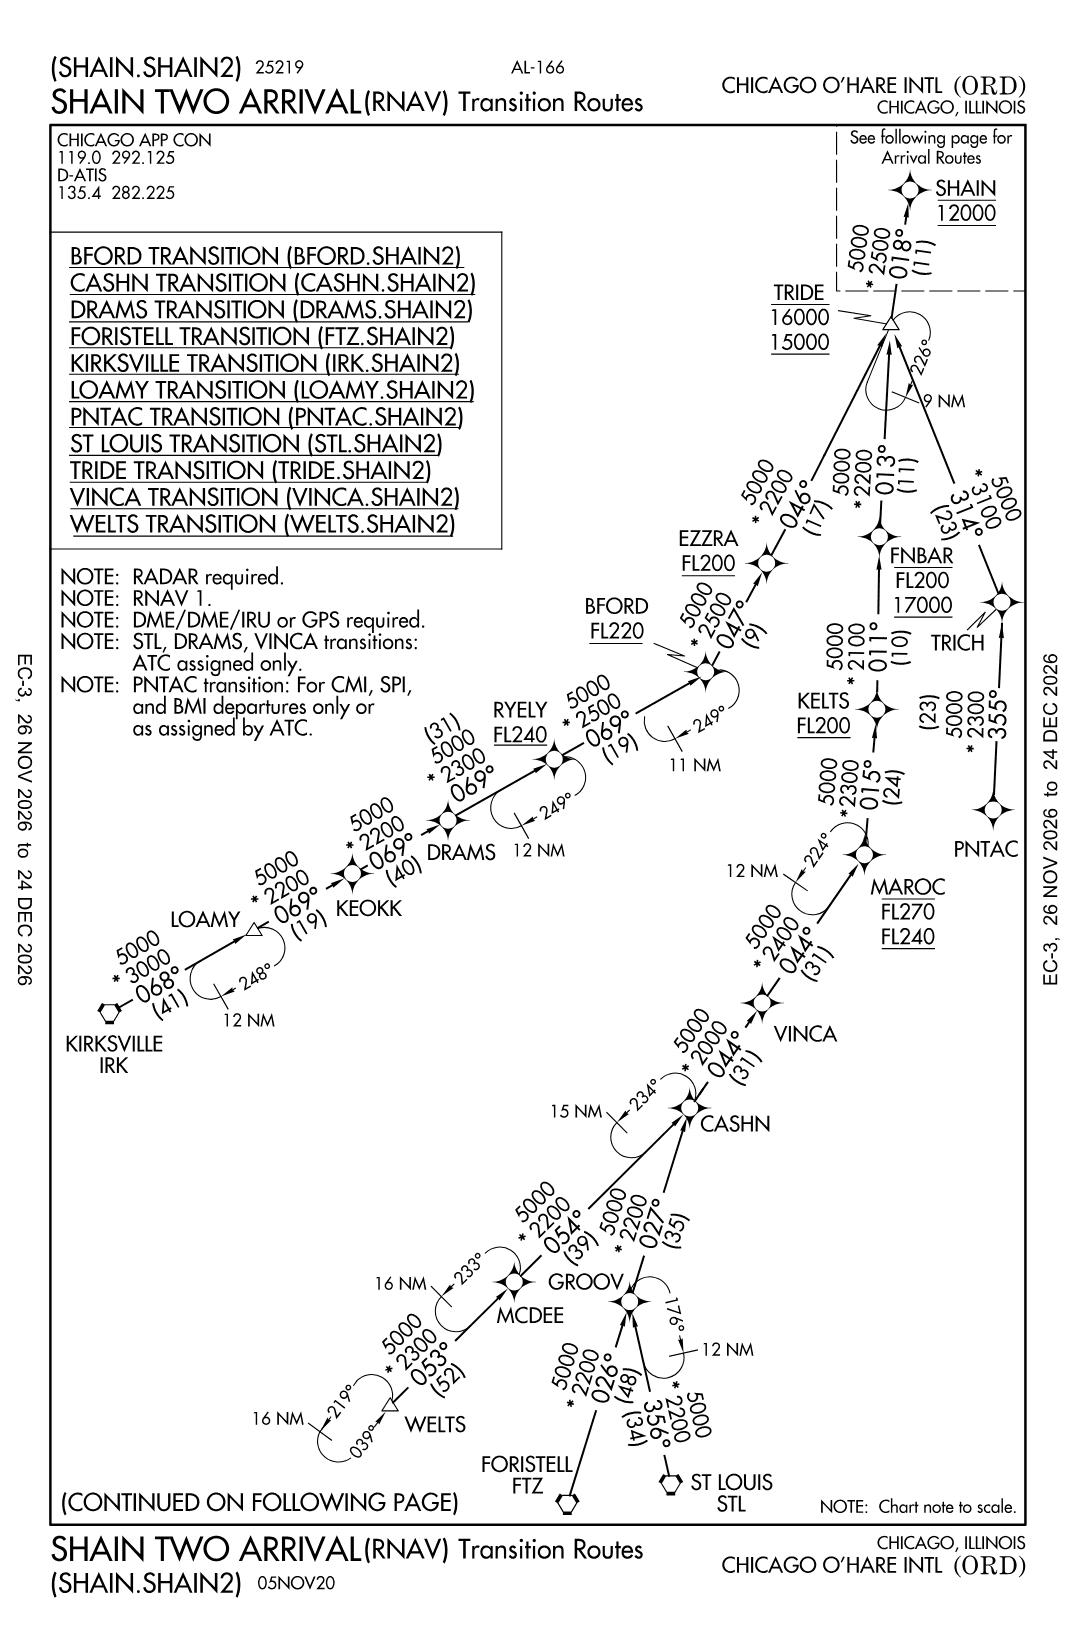 (SHAIN.SHAIN2) 25219
AL-166
SHAIN TWO ARRIVAL(RNAV) Transition Routes
CHICAGO O'HARE INTL (ORD)
CHICAGO, ILLINOIS
CHICAGO APP CON
119.0 292.125
D-ATIS
135.4 282.225
See following page for
Arrival Routes
SHAIN
12000
5000
*2500
018°
(11)
BFORD TRANSITION (BFORD.SHAIN2)
CASHN TRANSITION (CASHN.SHAIN2)
DRAMS TRANSITION (DRAMS.SHAIN2)
FORISTELL TRANSITION (FTZ.SHAIN2)
KIRKSVILLE TRANSITION (IRK.SHAIN2)
LOAMY TRANSITION (LOAMY.SHAIN2)
PNTAC TRANSITION (PNTAC.SHAIN2)
ST LOUIS TRANSITION (STL.SHAIN2)
TRIDE TRANSITION (TRIDE.SHAIN2)
VINCA TRANSITION (VINCA.SHAIN2)
WELTS TRANSITION (WELTS.SHAIN2)
TRIDE
16000
15000
226°
9 NM
5000
*2200
046°
(17)
5000
*2200
013°
(11)
5000
*3100
314°
(23)
EZZRA
FL200
FNBAR
FL200
17000
NOTE: RADAR required.
NOTE: RNAV 1.
NOTE: DME/DME/IRU or GPS required.
NOTE: STL, DRAMS, VINCA transitions:
ATC assigned only.
NOTE: PNTAC transition: For CMI, SPI,
and BMI departures only or
as assigned by ATC.
BFORD
FL220
5000
*2500
047°
(9)
5000
*2100
011°
(10)
TRICH
KELTS
FL200
(23)
5000
*2300
355°
PNTAC
RYELY
FL240
5000
*2500
069°
(19)
249°
11 NM
(31)
5000
*2300
069°
249°
12 NM
DRAMS
5000
*2200
069°
(40)
KEOKK
5000
*2200
069°
(19)
LOAMY
248°
12 NM
5000
*3000
068°
(41)
KIRKSVILLE
IRK
5000
*2300
015°
(24)
224°
12 NM
MAROC
FL270
FL240
5000
*2400
044°
(31)
VINCA
5000
*2000
044°
(31)
234°
15 NM
CASHN
5000
*2200
054°
(39)
5000
*2200
027°
(35)
233°
16 NM
MCDEE
GROOV
176°
12 NM
5000
*2300
053°
(52)
219°
039°
16 NM
WELTS
5000
*2200
026°
(48)
5000
*2200
356°
(34)
FORISTELL
FTZ
ST LOUIS
STL
(CONTINUED ON FOLLOWING PAGE)
NOTE: Chart note to scale.
SHAIN TWO ARRIVAL(RNAV) Transition Routes
(SHAIN.SHAIN2) 05NOV20
CHICAGO, ILLINOIS
CHICAGO O'HARE INTL (ORD)
EC-3, 26 NOV 2026 to 24 DEC 2026
EC-3, 26 NOV 2026 to 24 DEC 2026